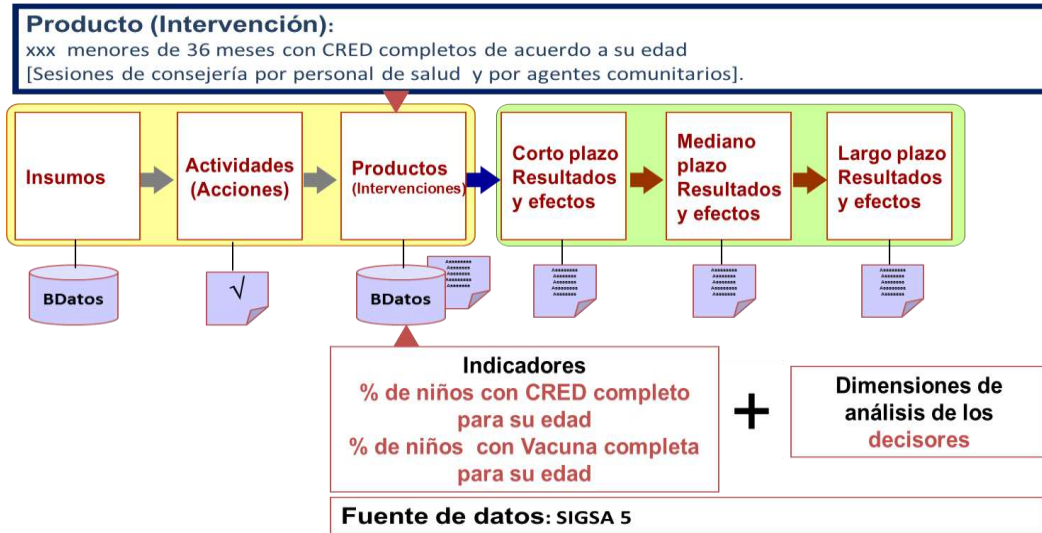 Producto (Intervención):
xxx menores de 36 meses con CRED completos de acuerdo a su edad
[Sesiones de consejería por personal de salud y por agentes comunitarios].
Insumos
Actividades
(Acciones)
Productos
(Intervenciones)
Corto plazo
Resultados
y efectos
Mediano
plazo
Resultados
y efectos
Largo plazo
Resultados
y efectos
BDatos
√
BDatos
Indicadores
% de niños con CRED completo
para su edad
% de niños con Vacuna completa
para su edad
+
Dimensiones de
análisis de los
decisores
Fuente de datos: SIGSA 5